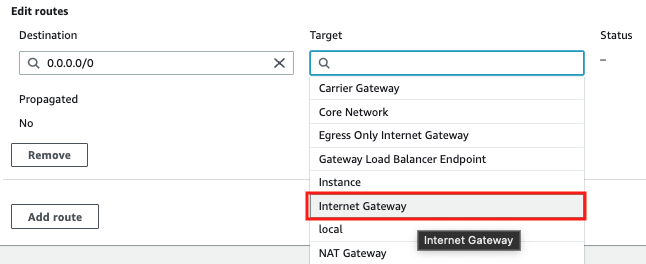 Edit routes
Destination Target Status
0.0.0.0/0 –
Carrier Gateway
Propagated
Core Network
No
Egress Only Internet Gateway
Remove
Gateway Load Balancer Endpoint
Instance
Internet Gateway
Add route
local
Internet Gateway
NAT Gateway